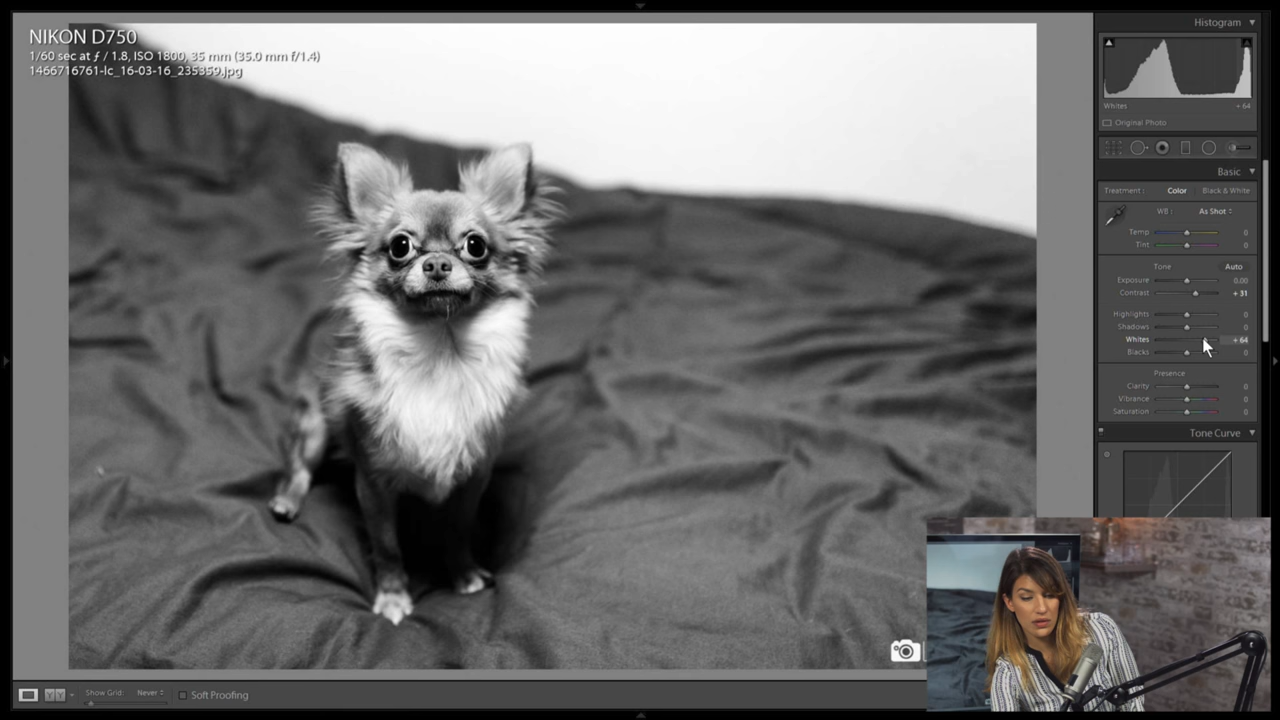 NIKON D750
1/60 sec at ƒ / 1.8, ISO 1800, 35 mm (35.0 mm f/1.4)
1466716761-lc_16-03-16_235359.jpg
Histogram
Whites + 64
Original Photo
Basic
Treatment : Color Black & White
WB : As Shot
Temp 0
Tint 0
Tone Auto
Exposure 0.00
Contrast + 31
Highlights 0
Shadows 0
Whites + 64
Blacks 0
Presence
Clarity 0
Vibrance 0
Saturation 0
Tone Curve
Y Y Show Grid: Never Soft Proofing